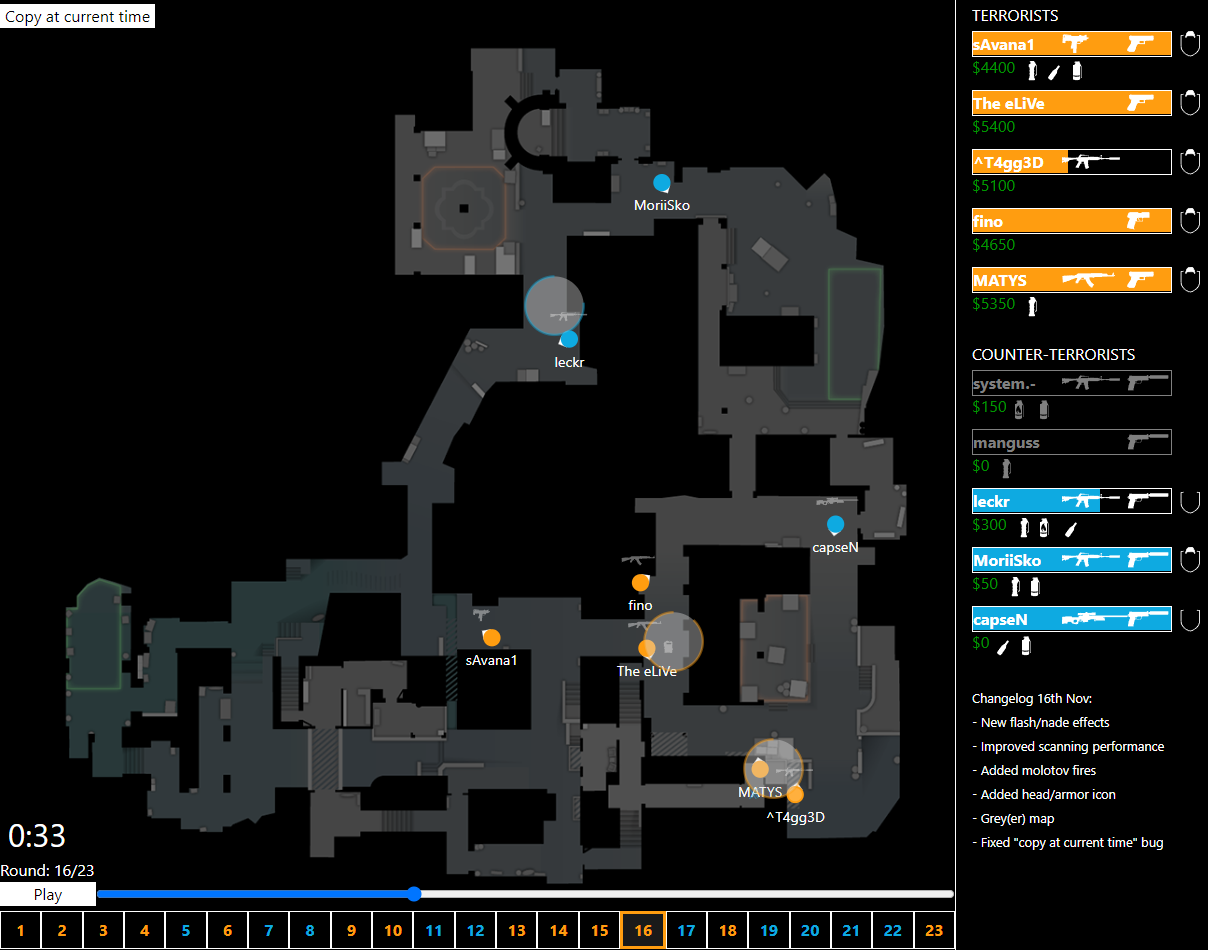 Copy at current time
TERRORISTS
sAvana1
$4400
The eLiVe
$5400
^T4gg3D
$5100
fino
$4650
MATYS
$5350
COUNTER-TERRORISTS
system.-
$150
manguss
$0
leckr
$300
MoriiSko
$50
capseN
$0
Changelog 16th Nov:
- New flash/nade effects
- Improved scanning performance
- Added molotov fires
- Added head/armor icon
- Grey(er) map
- Fixed "copy at current time" bug
MoriiSko
leckr
capseN
fino
sAvana1
The eLiVe
MATYS
^T4gg3D
0:33
Round: 16/23
Play
1 2 3 4 5 6 7 8 9 10 11 12 13 14 15 16 17 18 19 20 21 22 23